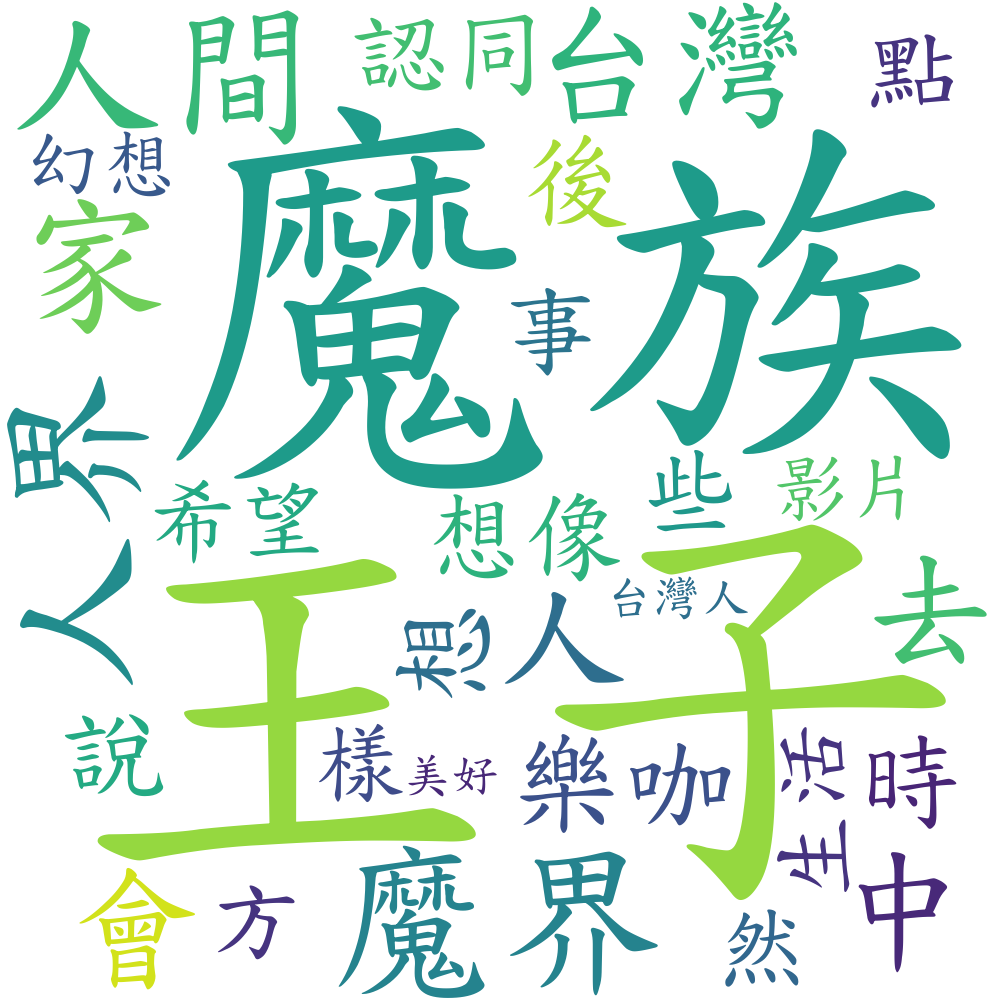 人間
認同
台灣
點
幻想
後
家
魔族
事
人界
希望
想像
些
影片
王子
想
人
台灣人
去
說
樣
美好
樂咖
生活
時
會
方
魔界
然
中